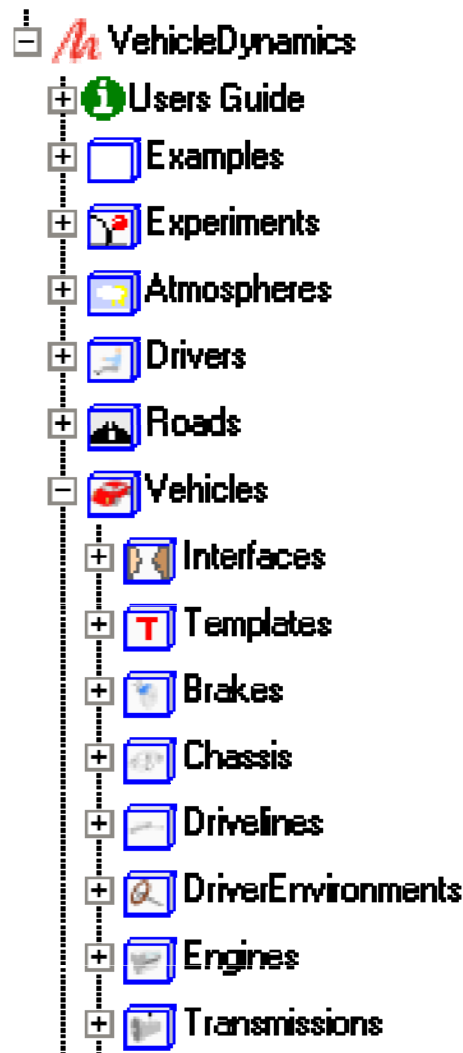 VehicleDynamics
Users Guide
Examples
Experiments
Atmospheres
Drivers
Roads
Vehicles
Interfaces
T Templates
Brakes
Chassis
Drivelines
DriverEnvironments
Engines
Transmissions